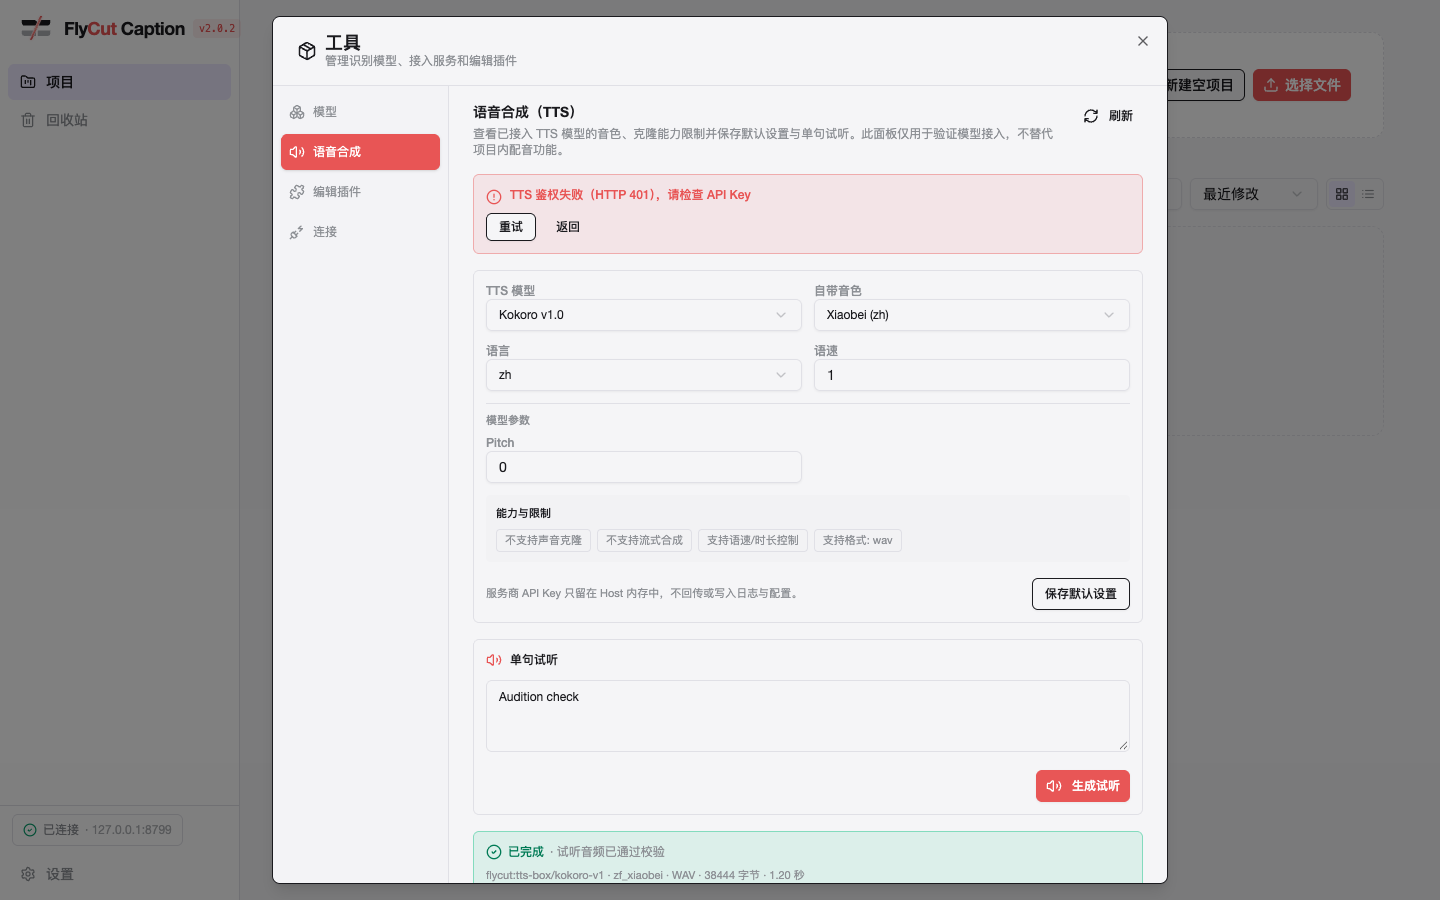 FlyCut Caption v2.0.2
项目
回收站
已连接 · 127.0.0.1:8799
设置
新建空项目
选择文件
最近修改
工具
管理识别模型、接入服务和编辑插件
模型
语音合成
编辑插件
连接
语音合成（TTS）
刷新
查看已接入 TTS 模型的音色、克隆能力限制并保存默认设置与单句试听。此面板仅用于验证模型接入，不替代
项目内配音功能。
TTS 鉴权失败（HTTP 401），请检查 API Key
重试
返回
TTS 模型
自带音色
Kokoro v1.0
Xiaobei (zh)
语言
语速
zh
1
模型参数
Pitch
0
能力与限制
不支持声音克隆
不支持流式合成
支持语速/时长控制
支持格式: wav
服务商 API Key 只留在 Host 内存中，不回传或写入日志与配置。
保存默认设置
单句试听
Audition check
生成试听
已完成 · 试听音频已通过校验
flycut:tts-box/kokoro-v1 · zf_xiaobei · WAV · 38444 字节 · 1.20 秒